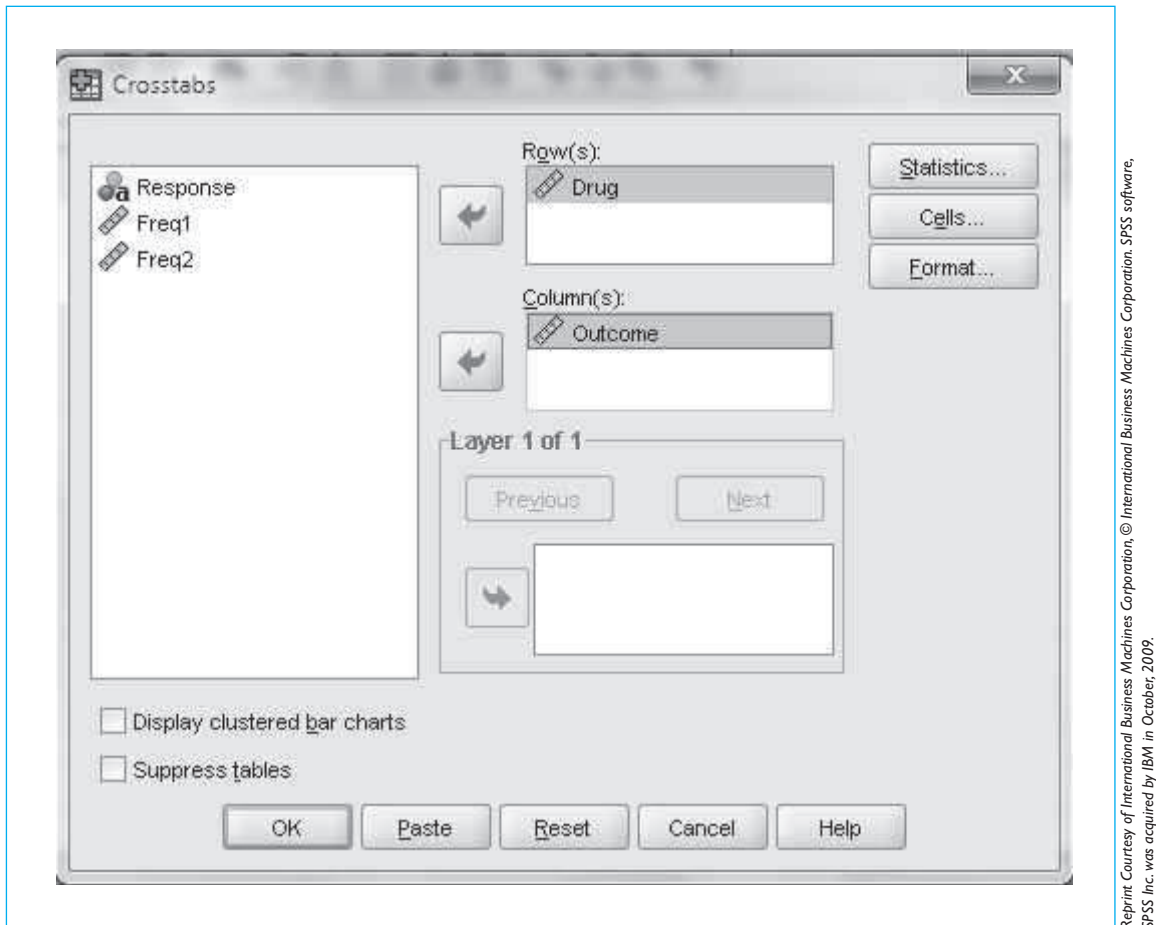 Crosstabs
Response
Freq1
Freq2
Row(s):
Drug
Column(s):
Outcome
Layer 1 of 1
Previous
Next
Statistics...
Cells...
Format...
Display clustered bar charts
Suppress tables
OK
Paste
Reset
Cancel
Help
Reprint Courtesy of International Business Machines Corporation, © International Business Machines Corporation. SPSS software,
SPSS Inc. was acquired by IBM in October, 2009.